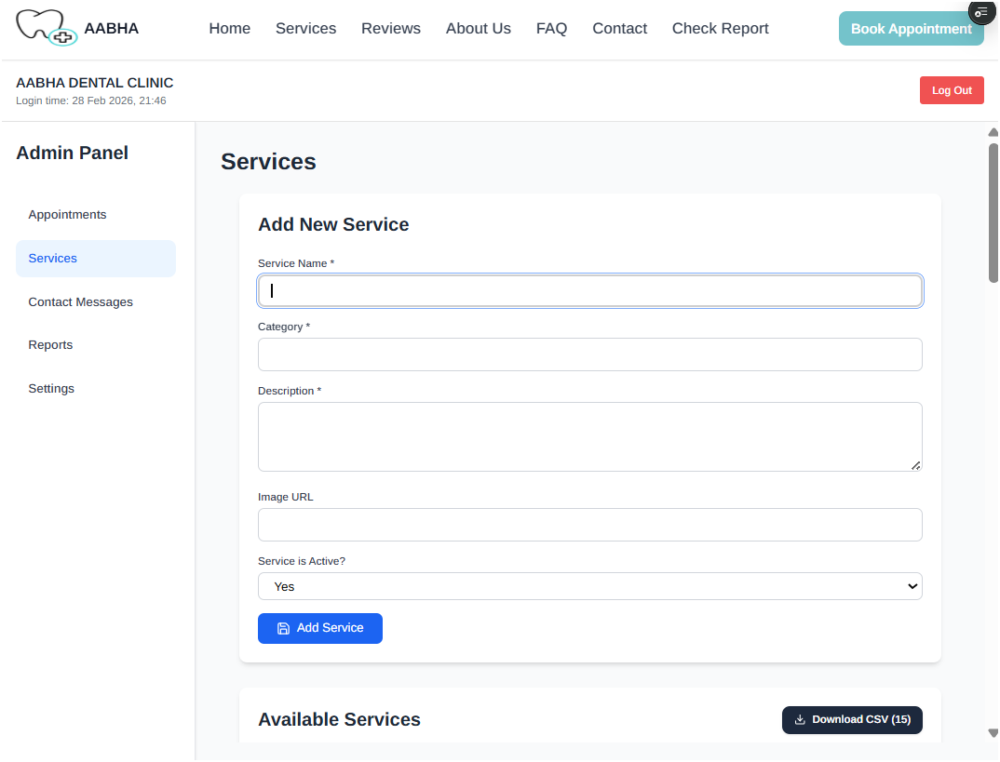 AABHA
Home Services Reviews About Us FAQ Contact Check Report
Book Appointment
AABHA DENTAL CLINIC
Login time: 28 Feb 2026, 21:46
Log Out
Admin Panel
Appointments
Services
Contact Messages
Reports
Settings
Services
Add New Service
Service Name *
Category *
Description *
Image URL
Service is Active?
Yes
Add Service
Available Services
Download CSV (15)